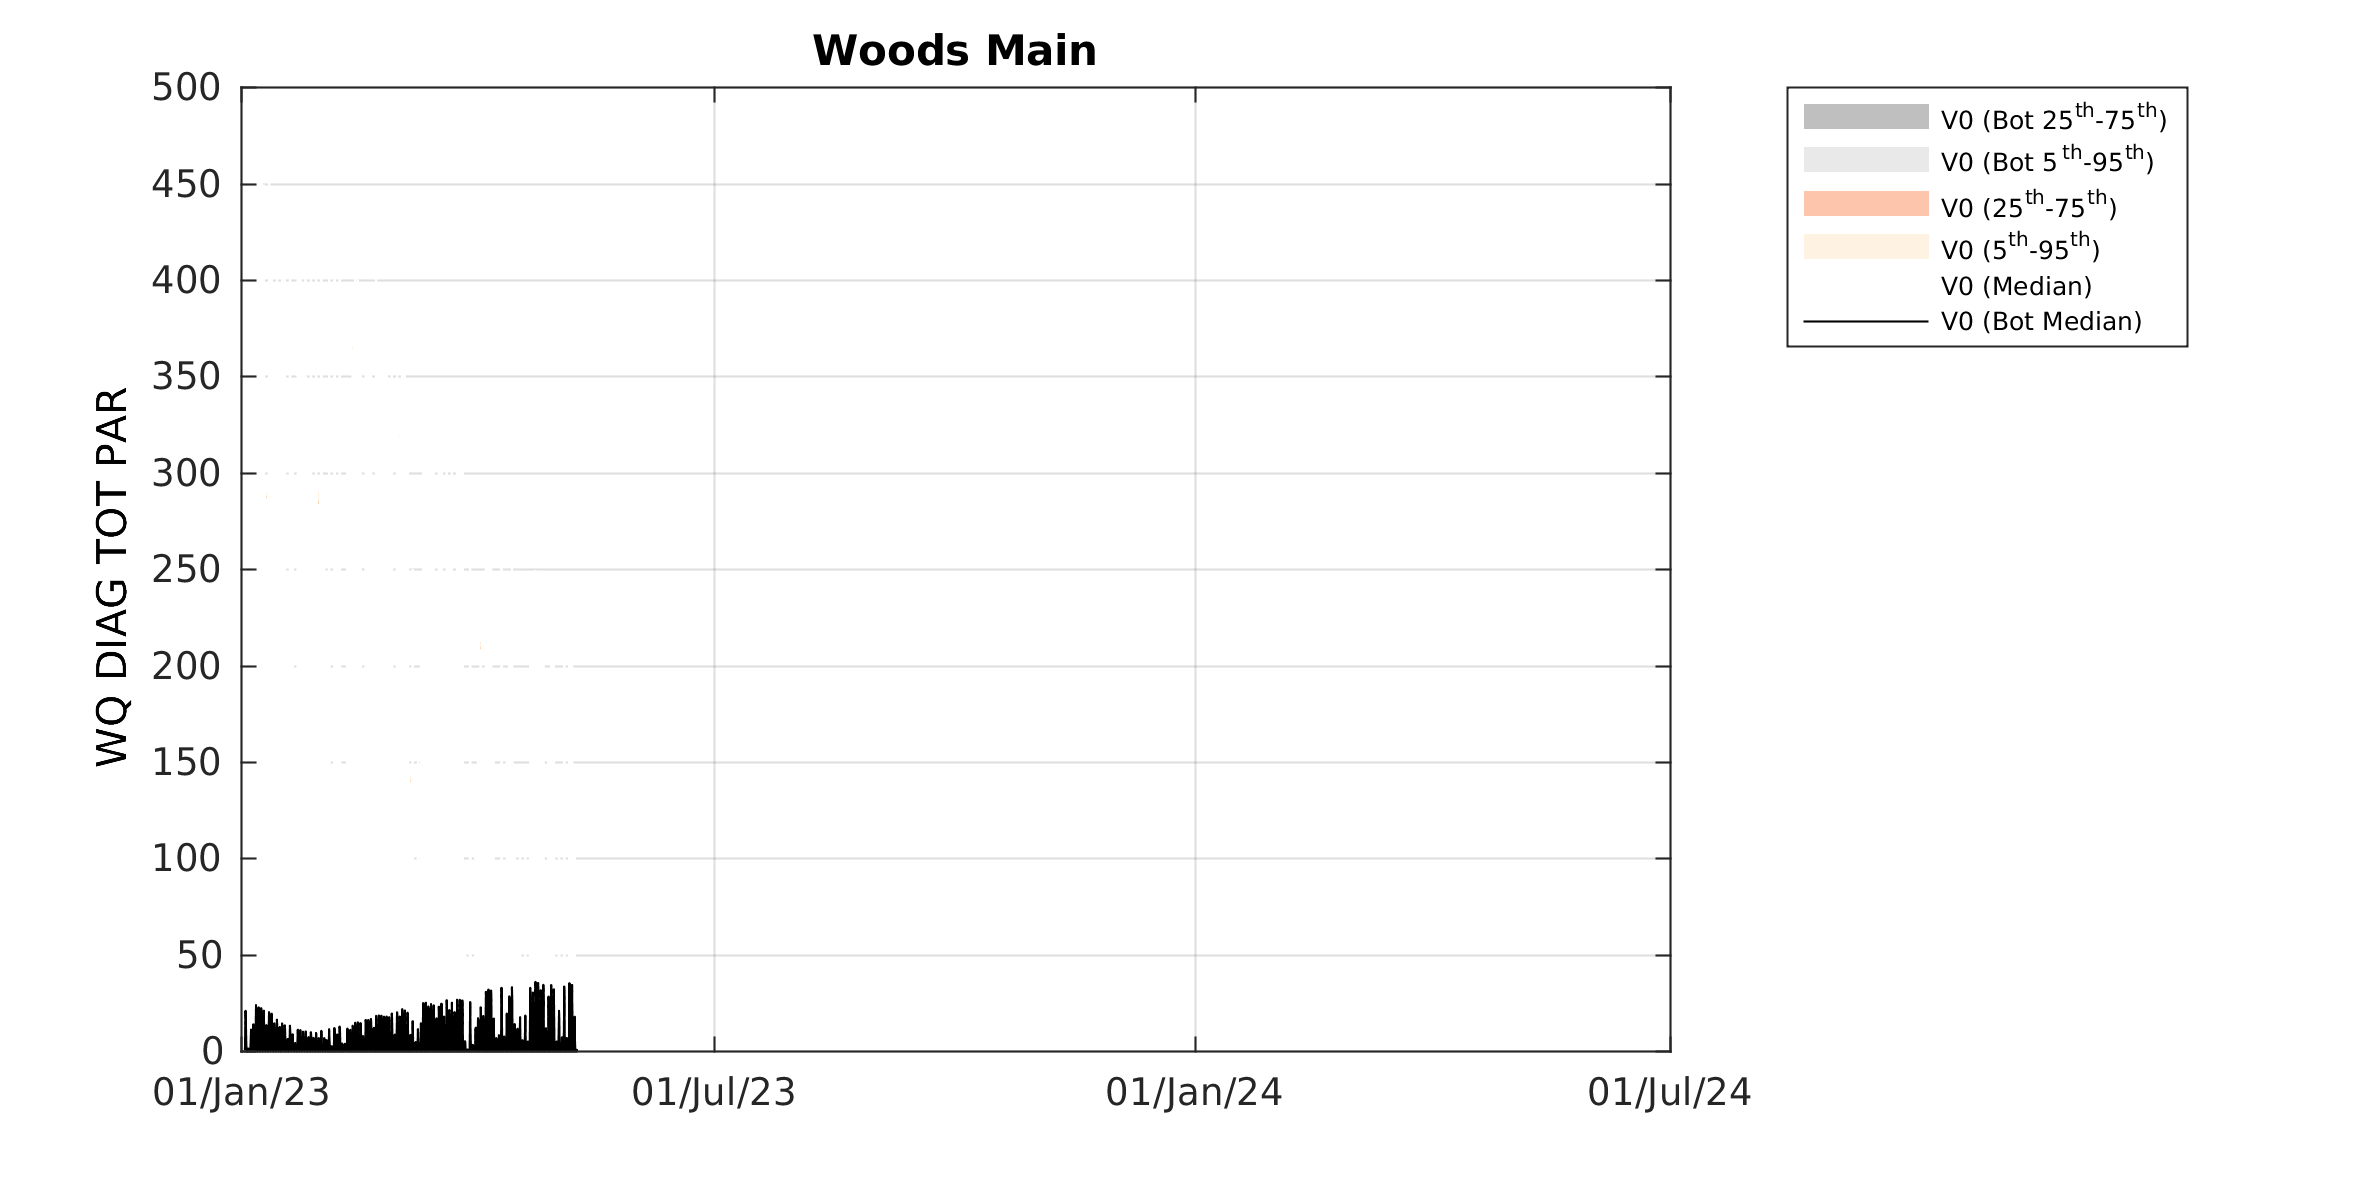 Woods Main
500
450
400
350
300
250
200
150
100
50
0
WQ DIAG TOT PAR
01/Jan/23
01/Jul/23
01/Jan/24
01/Jul/24
V0 (Bot 25th-75th)
V0 (Bot 5th-95th)
V0 (25th-75th)
V0 (5th-95th)
V0 (Median)
V0 (Bot Median)